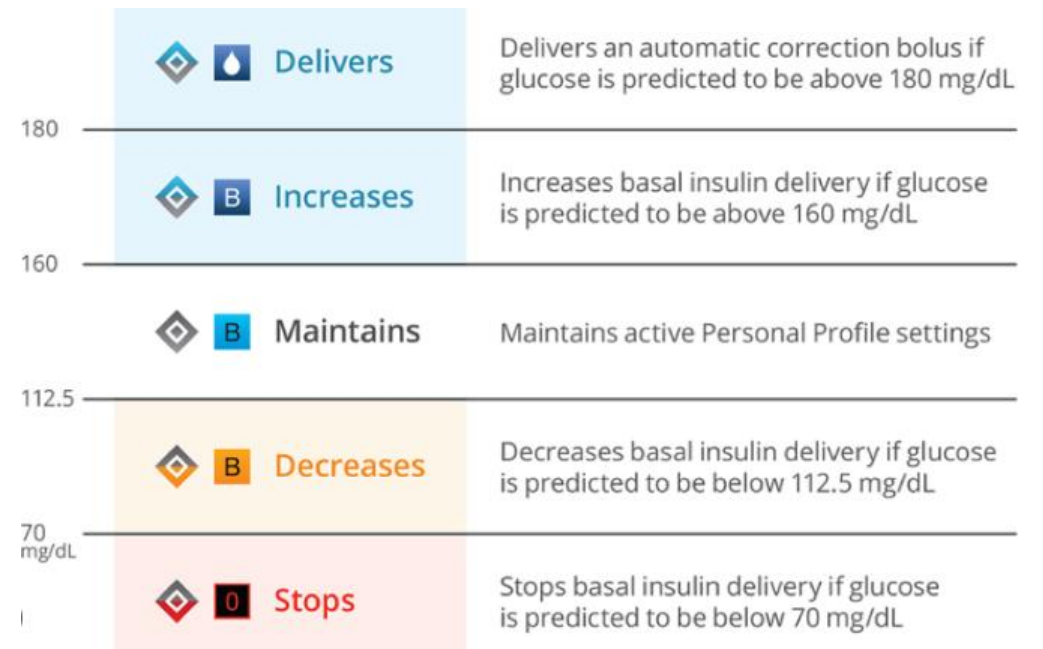 Delivers
Delivers an automatic correction bolus if
glucose is predicted to be above 180 mg/dL
180
B
Increases
Increases basal insulin delivery if glucose
is predicted to be above 160 mg/dL
160
B
Maintains
Maintains active Personal Profile settings
112.5
B
Decreases
Decreases basal insulin delivery if glucose
is predicted to be below 112.5 mg/dL
70
mg/dL
0
Stops
Stops basal insulin delivery if glucose
is predicted to be below 70 mg/dL